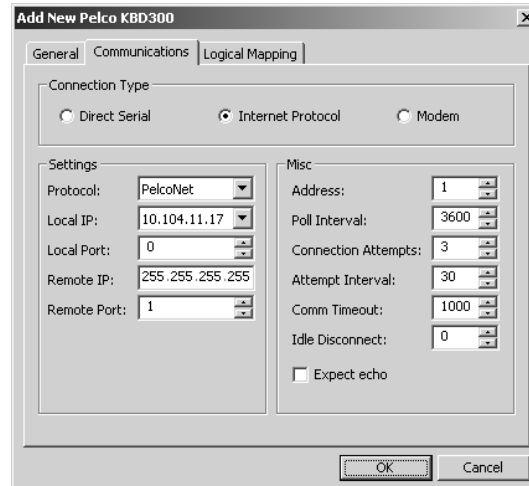 Add New Pelco KBD300
General Communications Logical Mapping
Connection Type
Direct Serial Internet Protocol Modem
Settings
Protocol: PelcoNet
Local IP: 10.104.11.17
Local Port: 0
Remote IP: 255.255.255.255
Remote Port: 1
Misc
Address: 1
Poll Interval: 3600
Connection Attempts: 3
Attempt Interval: 30
Comm Timeout: 1000
Idle Disconnect: 0
Expect echo
OK Cancel